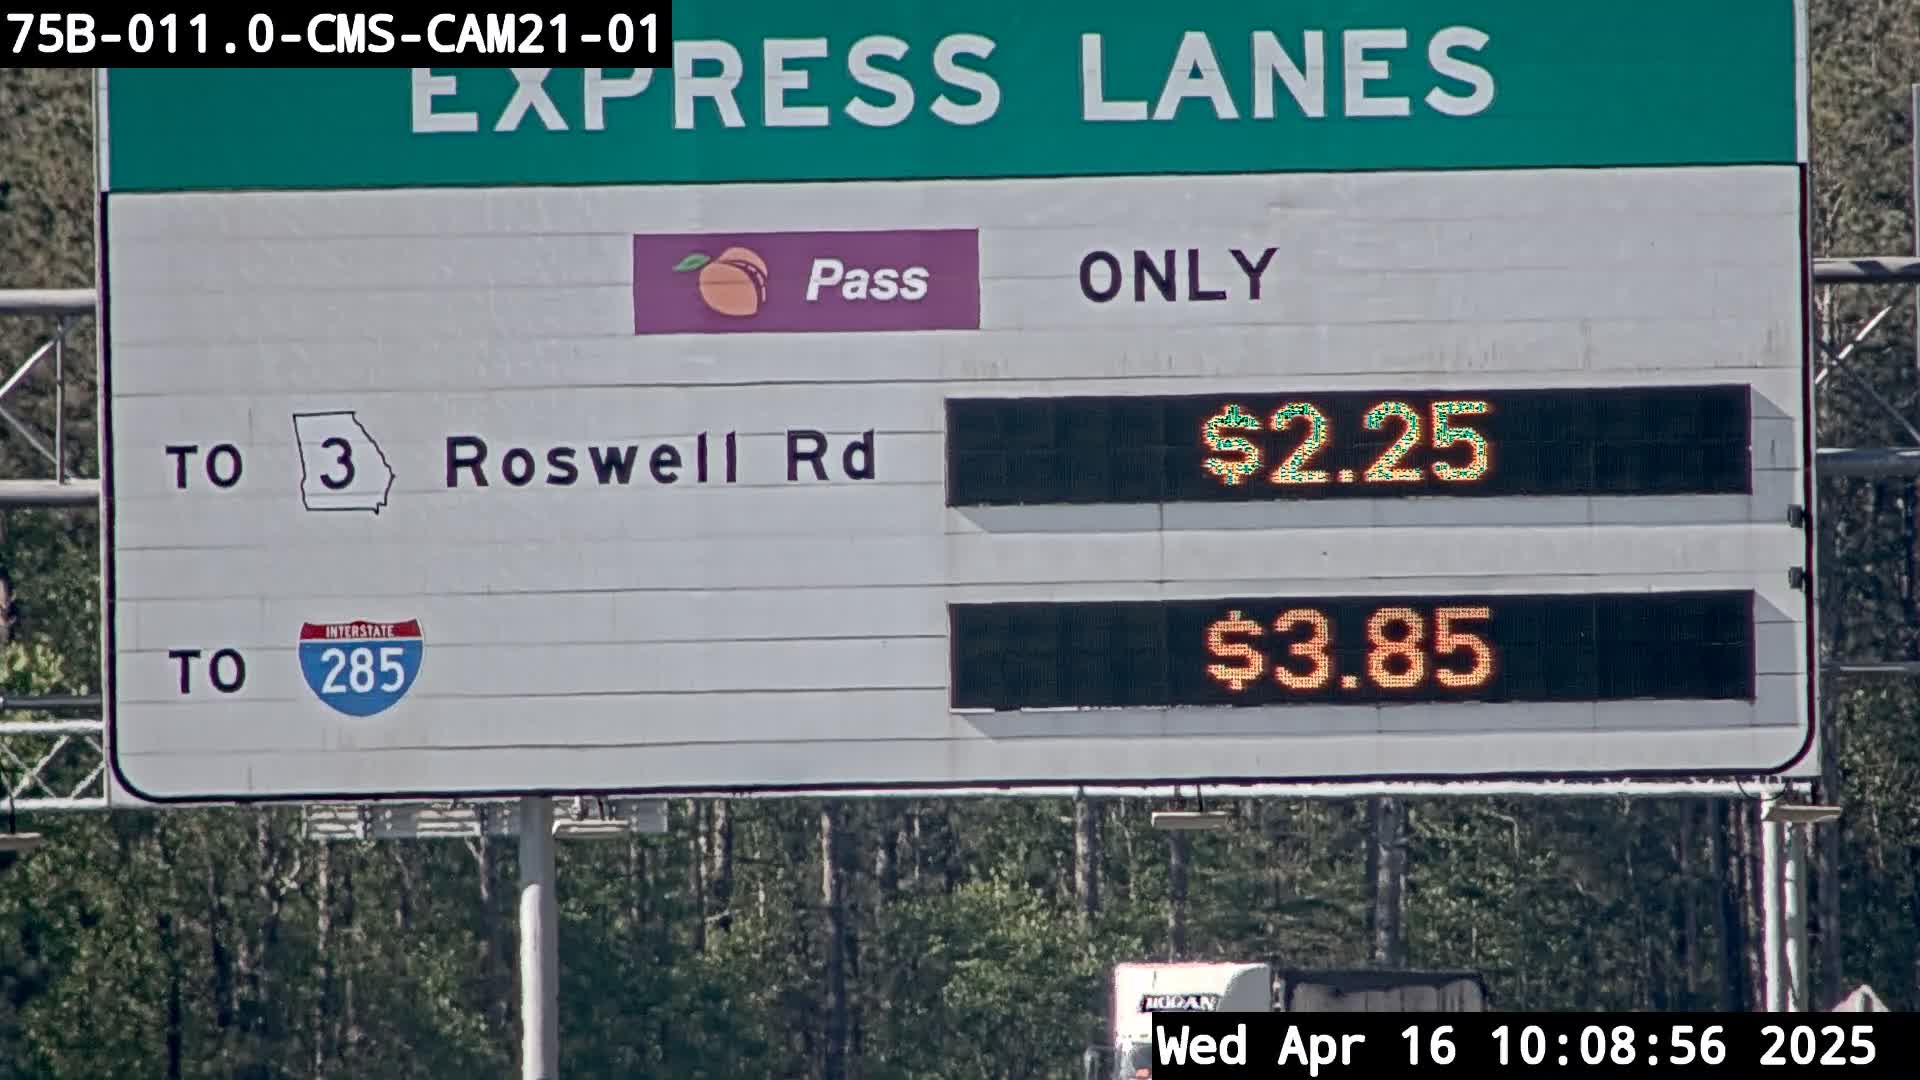 75B-011.0-CMS-CAM21-01
EXPRESS LANES
Pass ONLY
TO 3 Roswell Rd $2.25
INTERSTATE
TO 285 $3.85
Wed Apr 16 10:08:56 2025